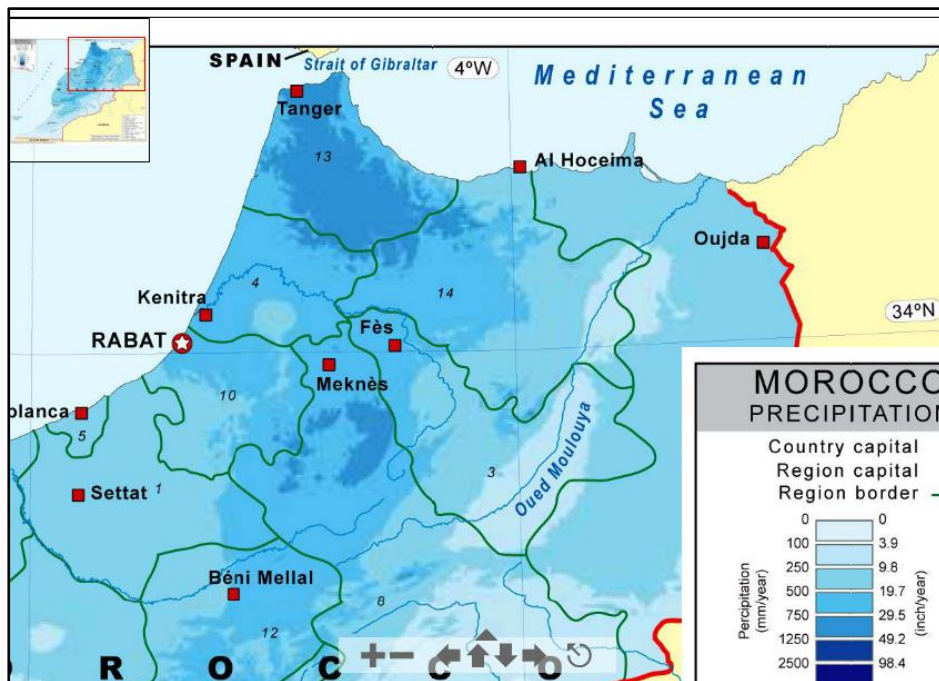 SPAIN
Strait of Gibraltar
4ºW
Mediterranean
Sea
Tanger
13
Al Hoceima
Oujda
Kenitra
4
14
34ºN
RABAT
Fès
Meknès
10
blanca
5
3
Oued Moulouya
Settat
1
Béni Mellal
8
12
R O C C O
MOROCCO
PRECIPITATION
Country capital
Region capital
Region border
Percipitation
(mm/year)
0 0
100 3.9
250 9.8
500 19.7
750 29.5
1250 49.2
2500 98.4
(inch/year)